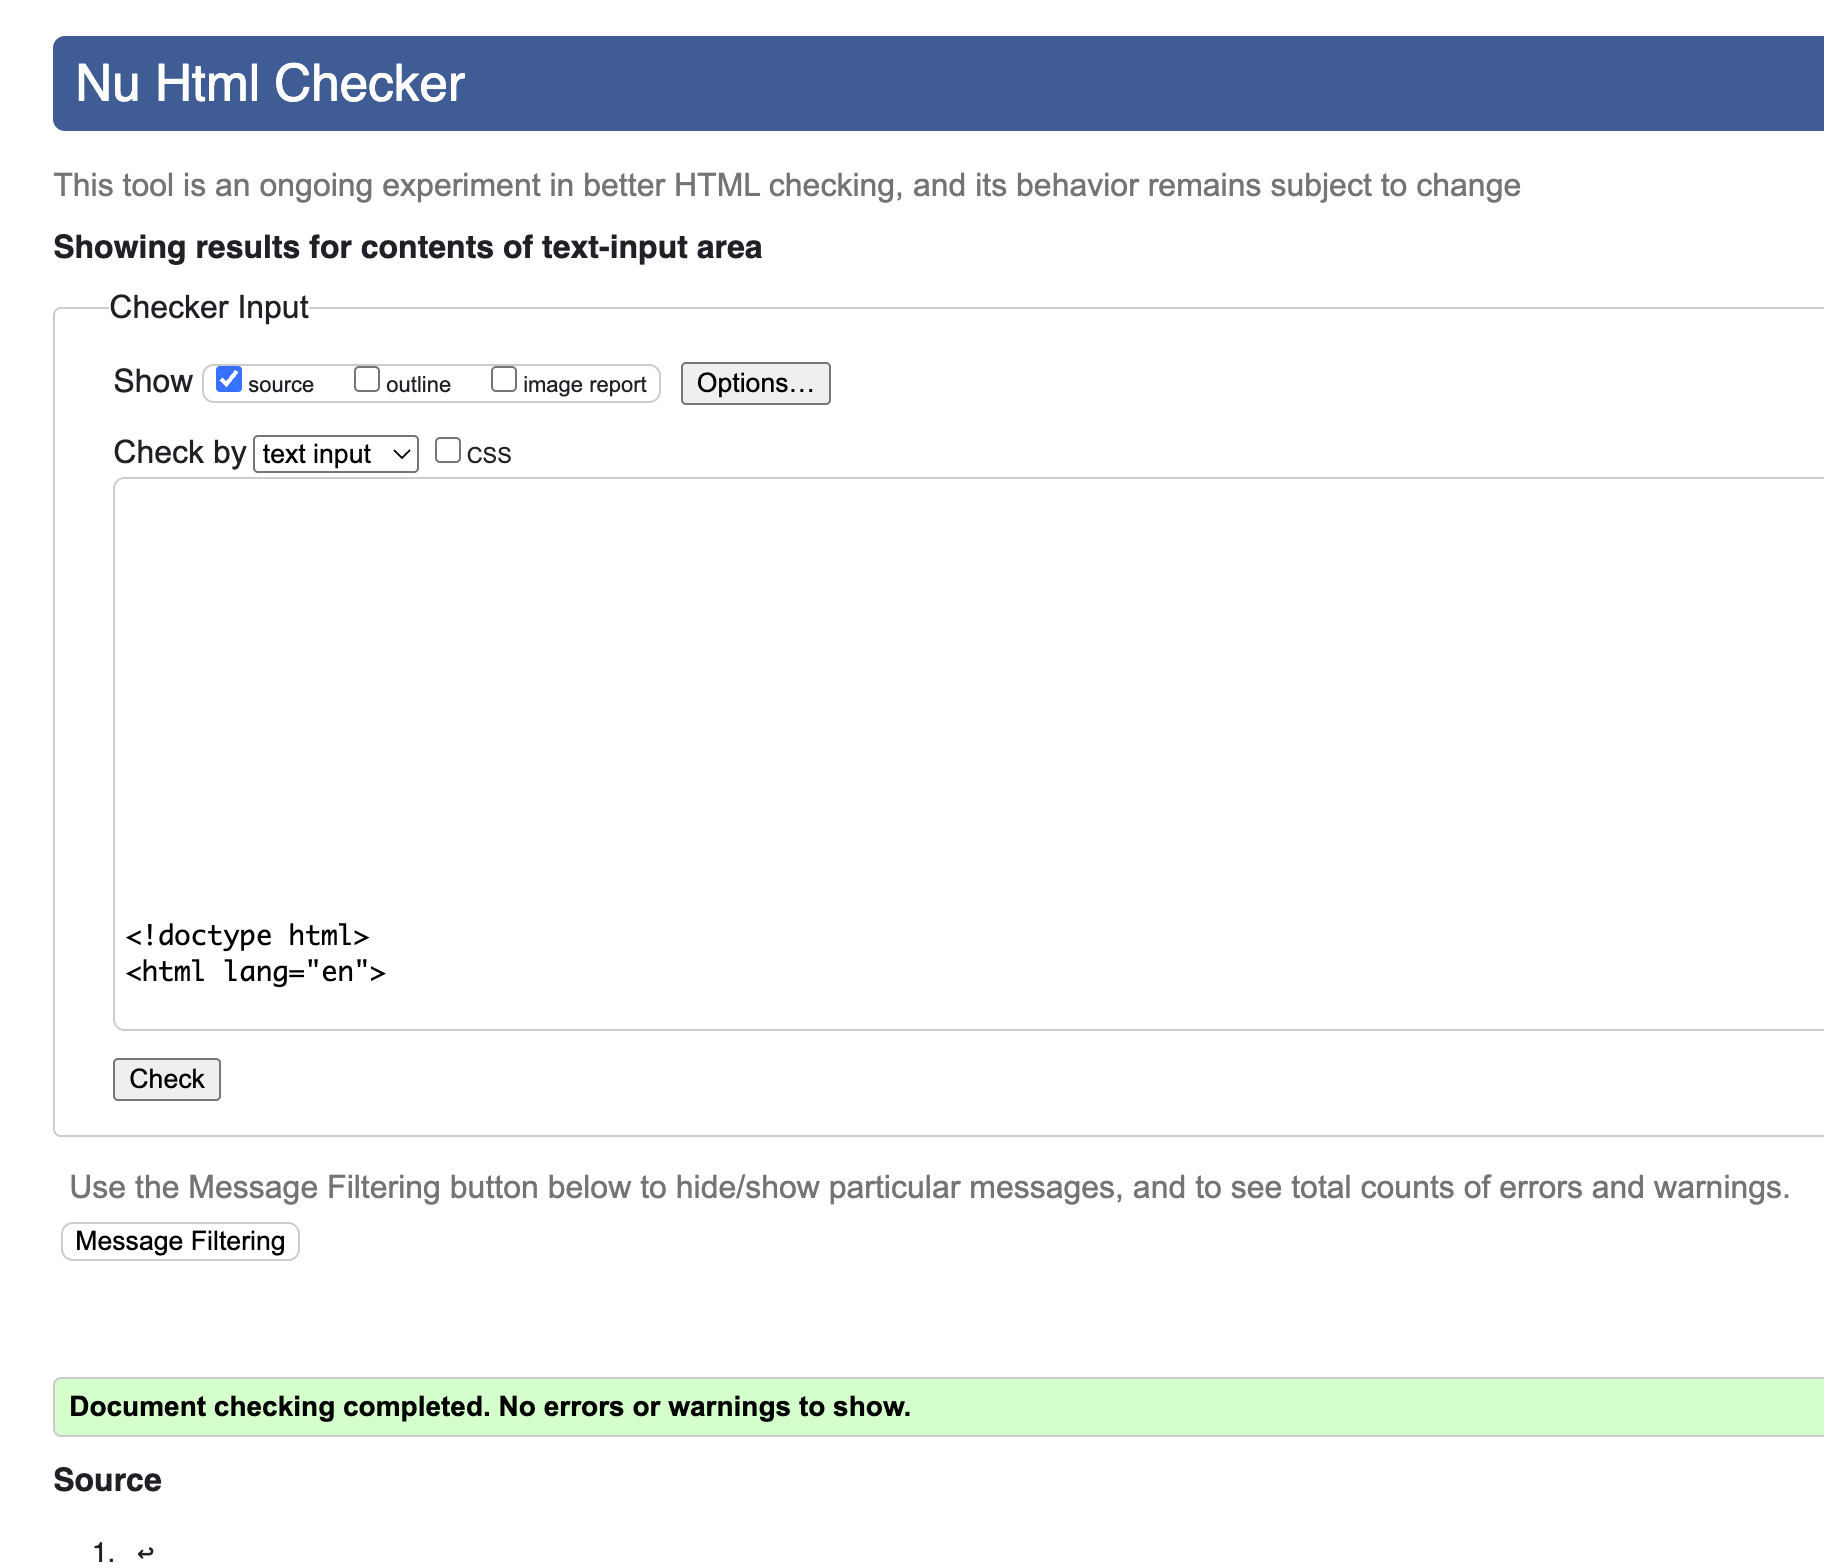 Nu Html Checker
This tool is an ongoing experiment in better HTML checking, and its behavior remains subject to change
Showing results for contents of text-input area
Checker Input
Show source outline image report Options…
Check by text input CSS
<!doctype html>
<html lang="en">
Check
Use the Message Filtering button below to hide/show particular messages, and to see total counts of errors and warnings.
Message Filtering
Document checking completed. No errors or warnings to show.
Source
1. ↩